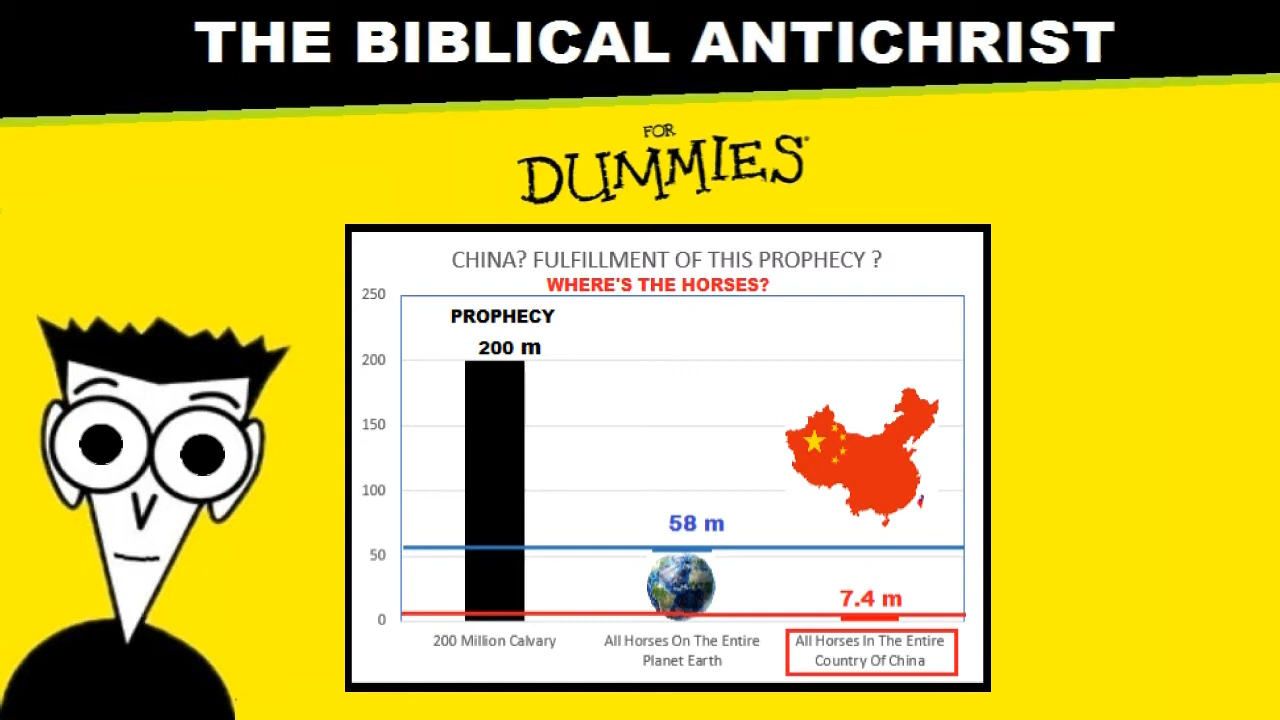 THE BIBLICAL ANTICHRIST
FOR
DUMMIES®
CHINA? FULFILLMENT OF THIS PROPHECY ?
WHERE'S THE HORSES?
250
PROPHECY
200 m
200
150
100
58 m
50
7.4 m
0
200 Million Calvary
All Horses On The Entire
Planet Earth
All Horses In The Entire
Country Of China